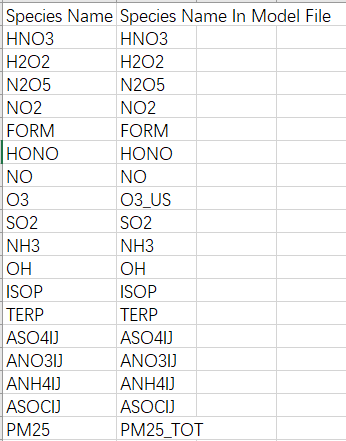 Species Name Species Name In Model File
HNO3 HNO3
H2O2 H2O2
N2O5 N2O5
NO2 NO2
FORM FORM
HONO HONO
NO NO
O3 O3_US
SO2 SO2
NH3 NH3
OH OH
ISOP ISOP
TERP TERP
ASO4IJ ASO4IJ
ANO3IJ ANO3IJ
ANH4IJ ANH4IJ
ASOCIJ ASOCIJ
PM25 PM25_TOT